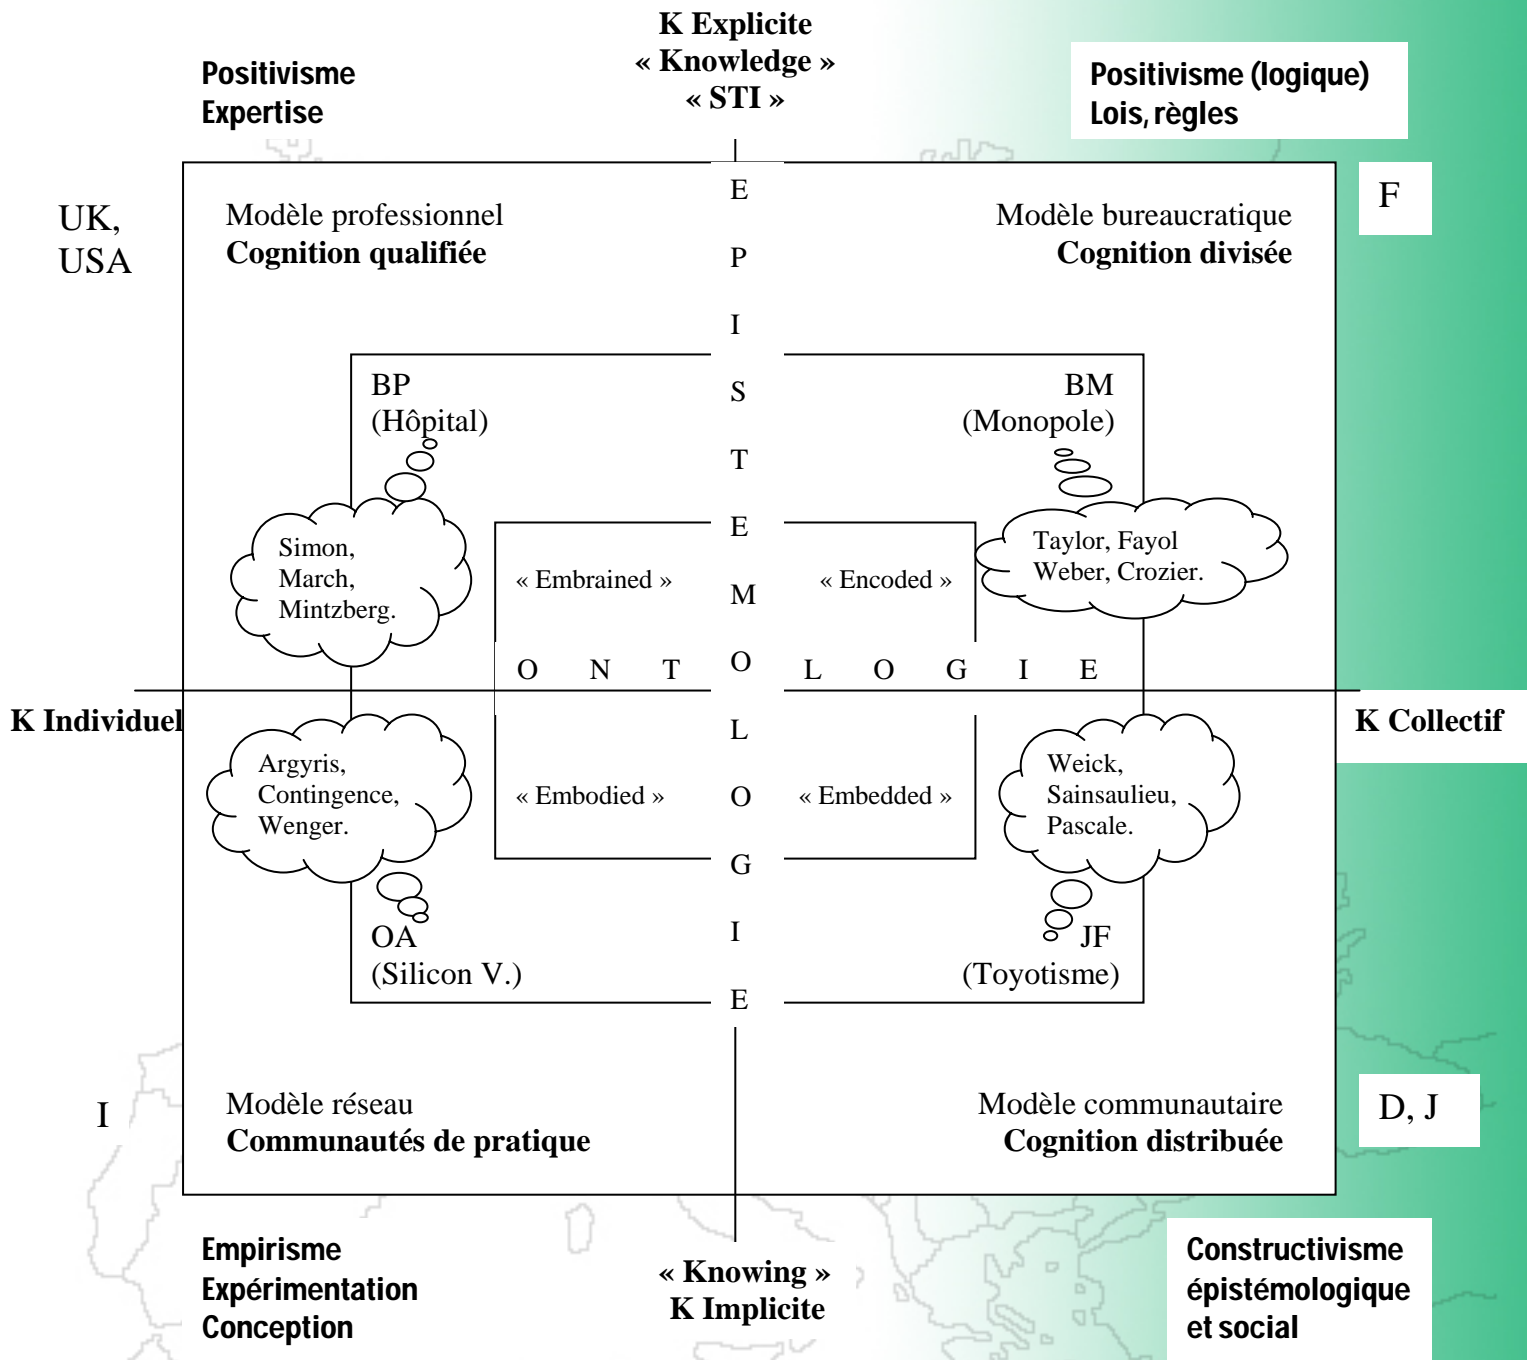 K Explicite
« Knowledge »
« STI »
Positivisme
Expertise
Positivisme (logique)
Lois, règles
UK,
USA
F
Modèle professionnel
Cognition qualifiée
Modèle bureaucratique
Cognition divisée
E
P
I
S
T
E
M
O
L
O
G
I
E
BP
(Hôpital)
BM
(Monopole)
Simon,
March,
Mintzberg.
Taylor, Fayol
Weber, Crozier.
« Embrained »
« Encoded »
O N T O L O G I E
K Individuel
K Collectif
Argyris,
Contingence,
Wenger.
« Embodied »
« Embedded »
Weick,
Sainsaulieu,
Pascale.
OA
(Silicon V.)
JF
(Toyotisme)
I
Modèle réseau
Communautés de pratique
Modèle communautaire
Cognition distribuée
D, J
Empirisme
Expérimentation
Conception
« Knowing »
K Implicite
Constructivisme
épistémologique
et social